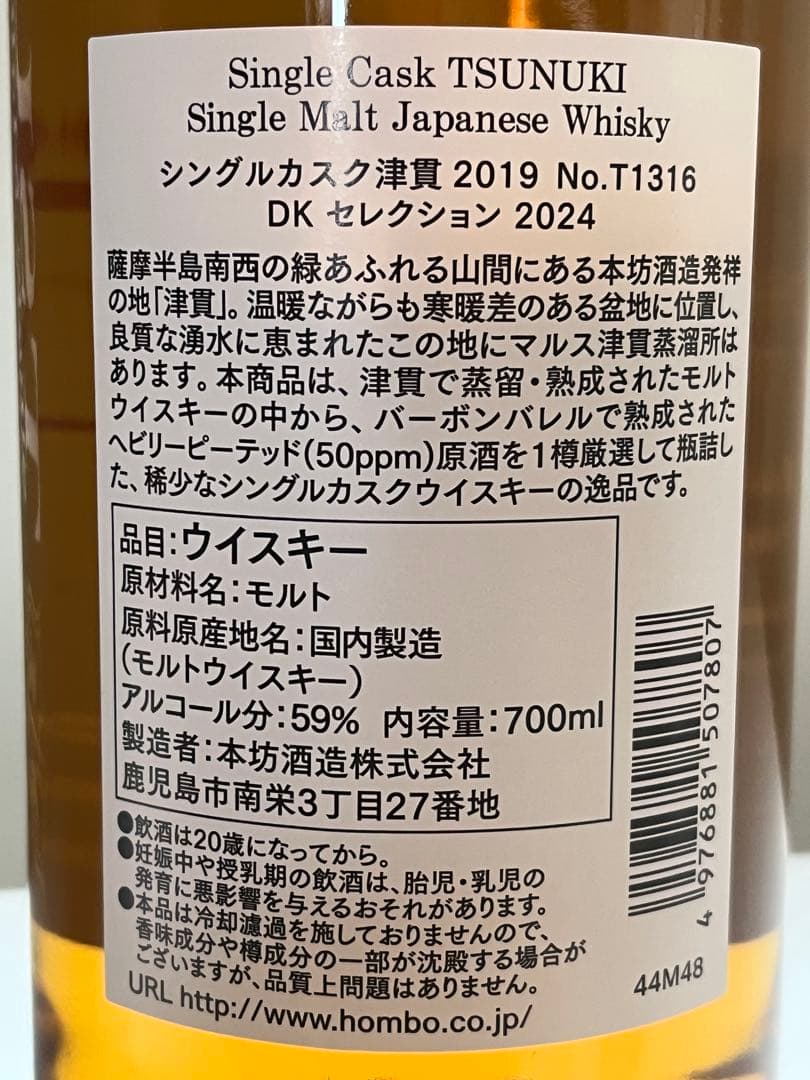 Single Cask TSUNUKI
Single Malt Japanese Whisky
シングルカスク津貫 2019 No.T1316
DK セレクション 2024
薩摩半島南西の緑あふれる山間にある本坊酒造発祥
の地「津貫」。温暖ながらも寒暖差のある盆地に位置し、
良質な湧水に恵まれたこの地にマルス津貫蒸溜所は
あります。本商品は、津貫で蒸留・熟成されたモルト
ウイスキーの中から、バーボンバレルで熟成された
ヘビリーピーテッド(50ppm)原酒を1樽厳選して瓶詰し
た、稀少なシングルカスクウイスキーの逸品です。
品目:ウイスキー
原材料名:モルト
原料原産地名:国内製造
(モルトウイスキー)
アルコール分:59% 内容量:700ml
製造者:本坊酒造株式会社
鹿児島市南栄3丁目27番地
●飲酒は20歳になってから。
●妊娠中や授乳期の飲酒は、胎児・乳児の
発育に悪影響を与えるおそれがあります。
●本品は冷却濾過を施しておりませんので、
香味成分や樽成分の一部が沈殿する場合が
ございますが、品質上問題はありません。
URL http://www.hombo.co.jp/
4 976881 507807
44M48